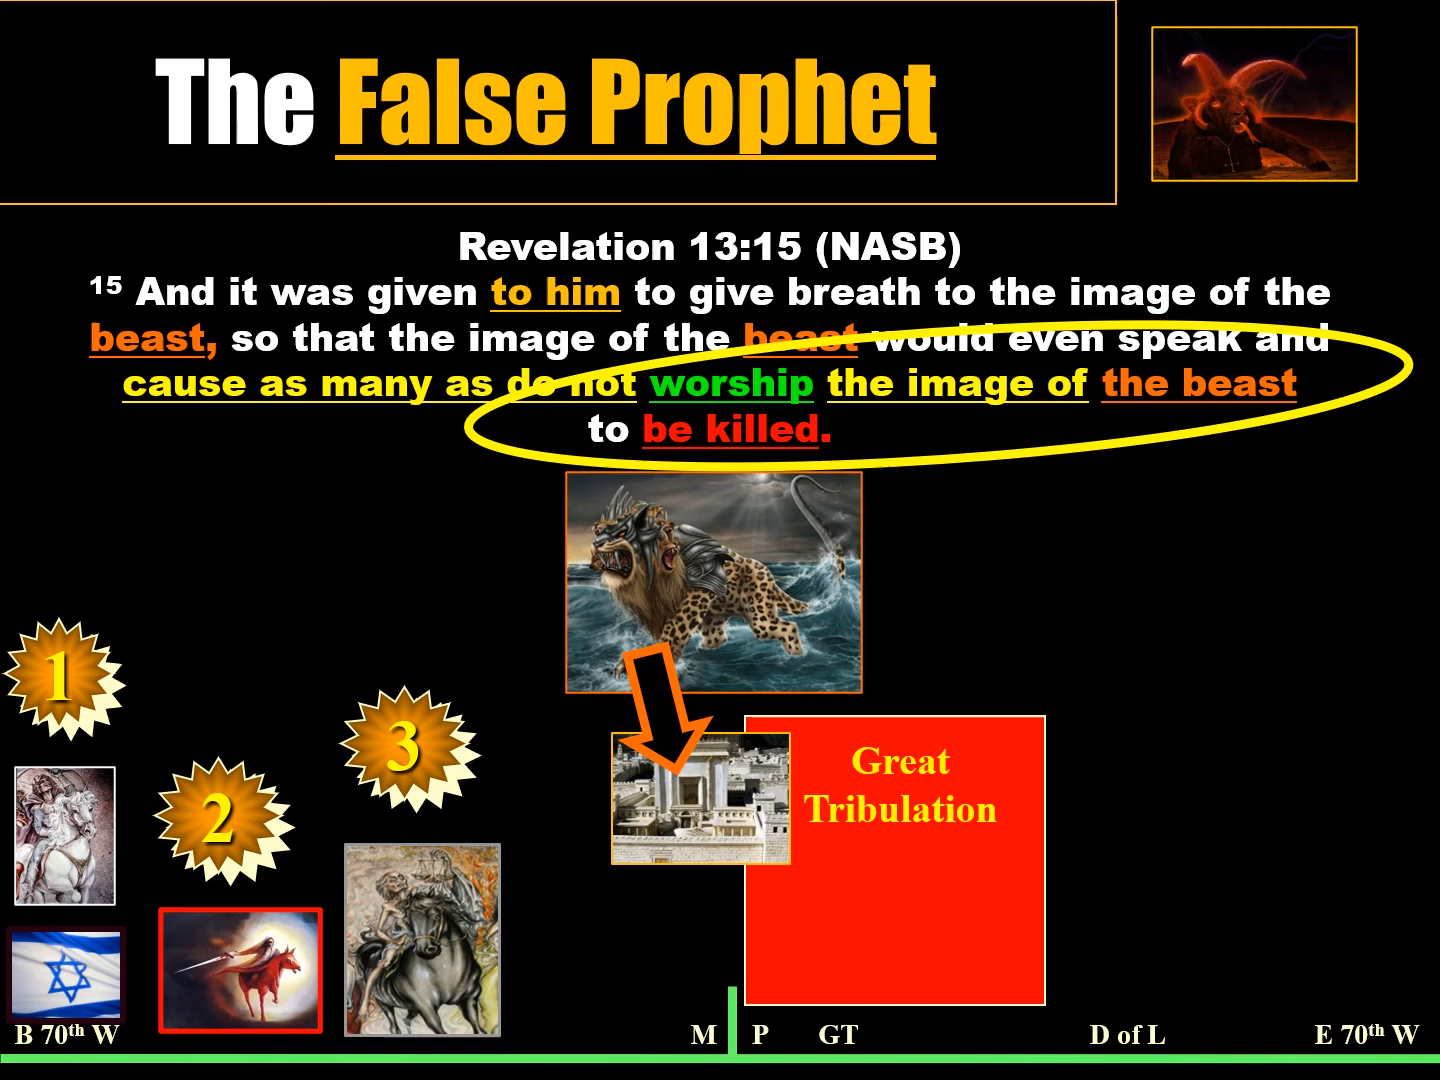 The False Prophet
Revelation 13:15 (NASB)
15 And it was given to him to give breath to the image of the
beast, so that the image of the beast would even speak and
cause as many as do not worship the image of the beast
to be killed.
1
2
3
Great
Tribulation
B 70th W M P GT D of L E 70th W